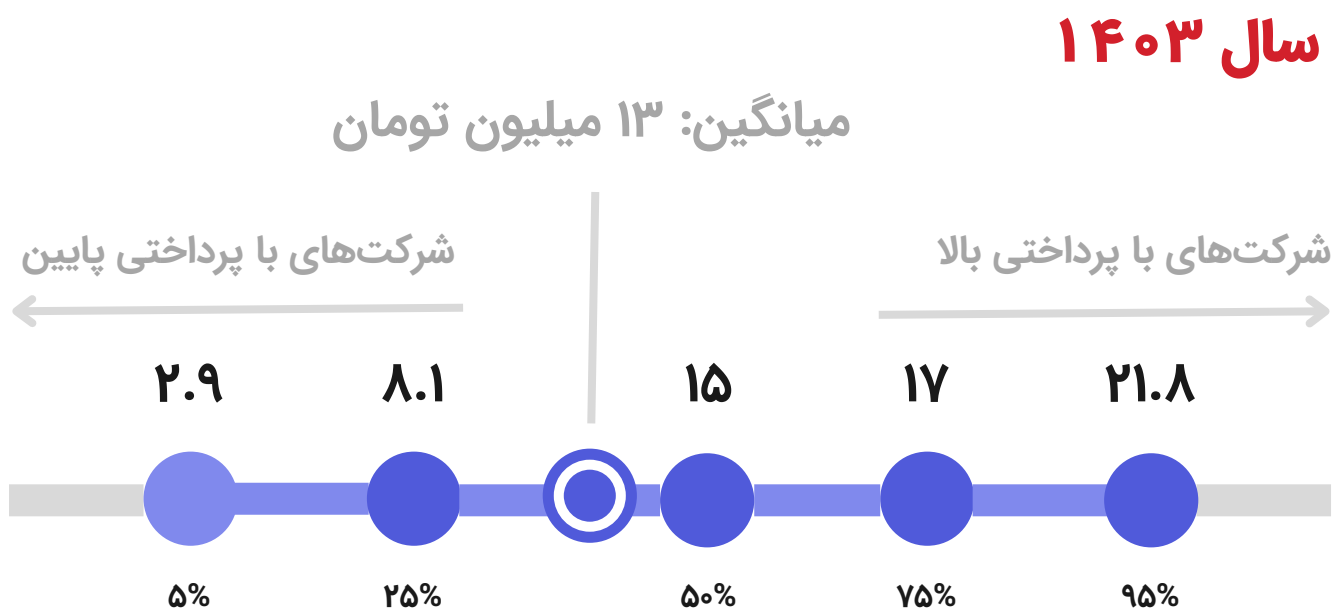 سال ۱۴۰۳
میانگین: ۱۳ میلیون تومان
شرکت‌های با پرداختی بالا
شرکت‌های با پرداختی پایین
۲.۹ ۸.۱ ۱۵ ۱۷ ۲۱.۸
۵% ۲۵% ۵۰% ۷۵% ۹۵%